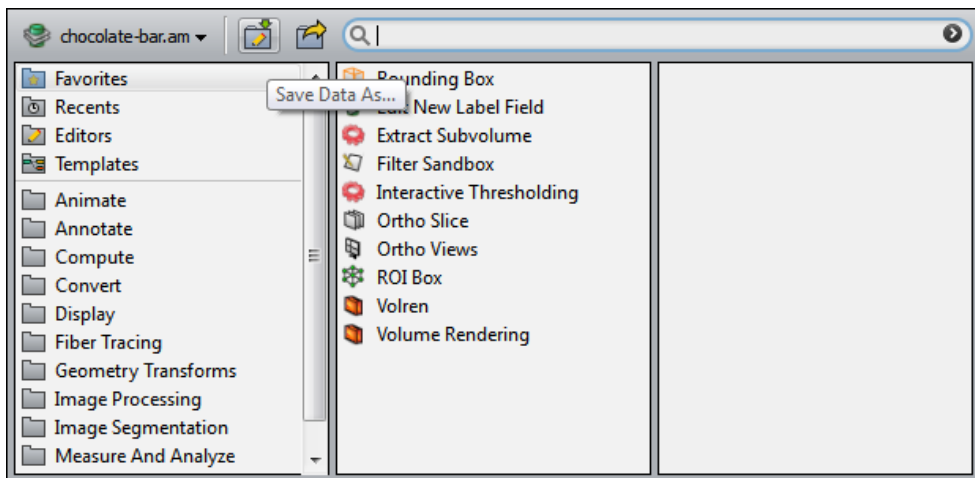 chocolate-bar.am
Favorites
Recents
Editors
Templates
Animate
Annotate
Compute
Convert
Display
Fiber Tracing
Geometry Transforms
Image Processing
Image Segmentation
Measure And Analyze
Save Data As...
Bounding Box
Edit New Label Field
Extract Subvolume
Filter Sandbox
Interactive Thresholding
Ortho Slice
Ortho Views
ROI Box
Volren
Volume Rendering